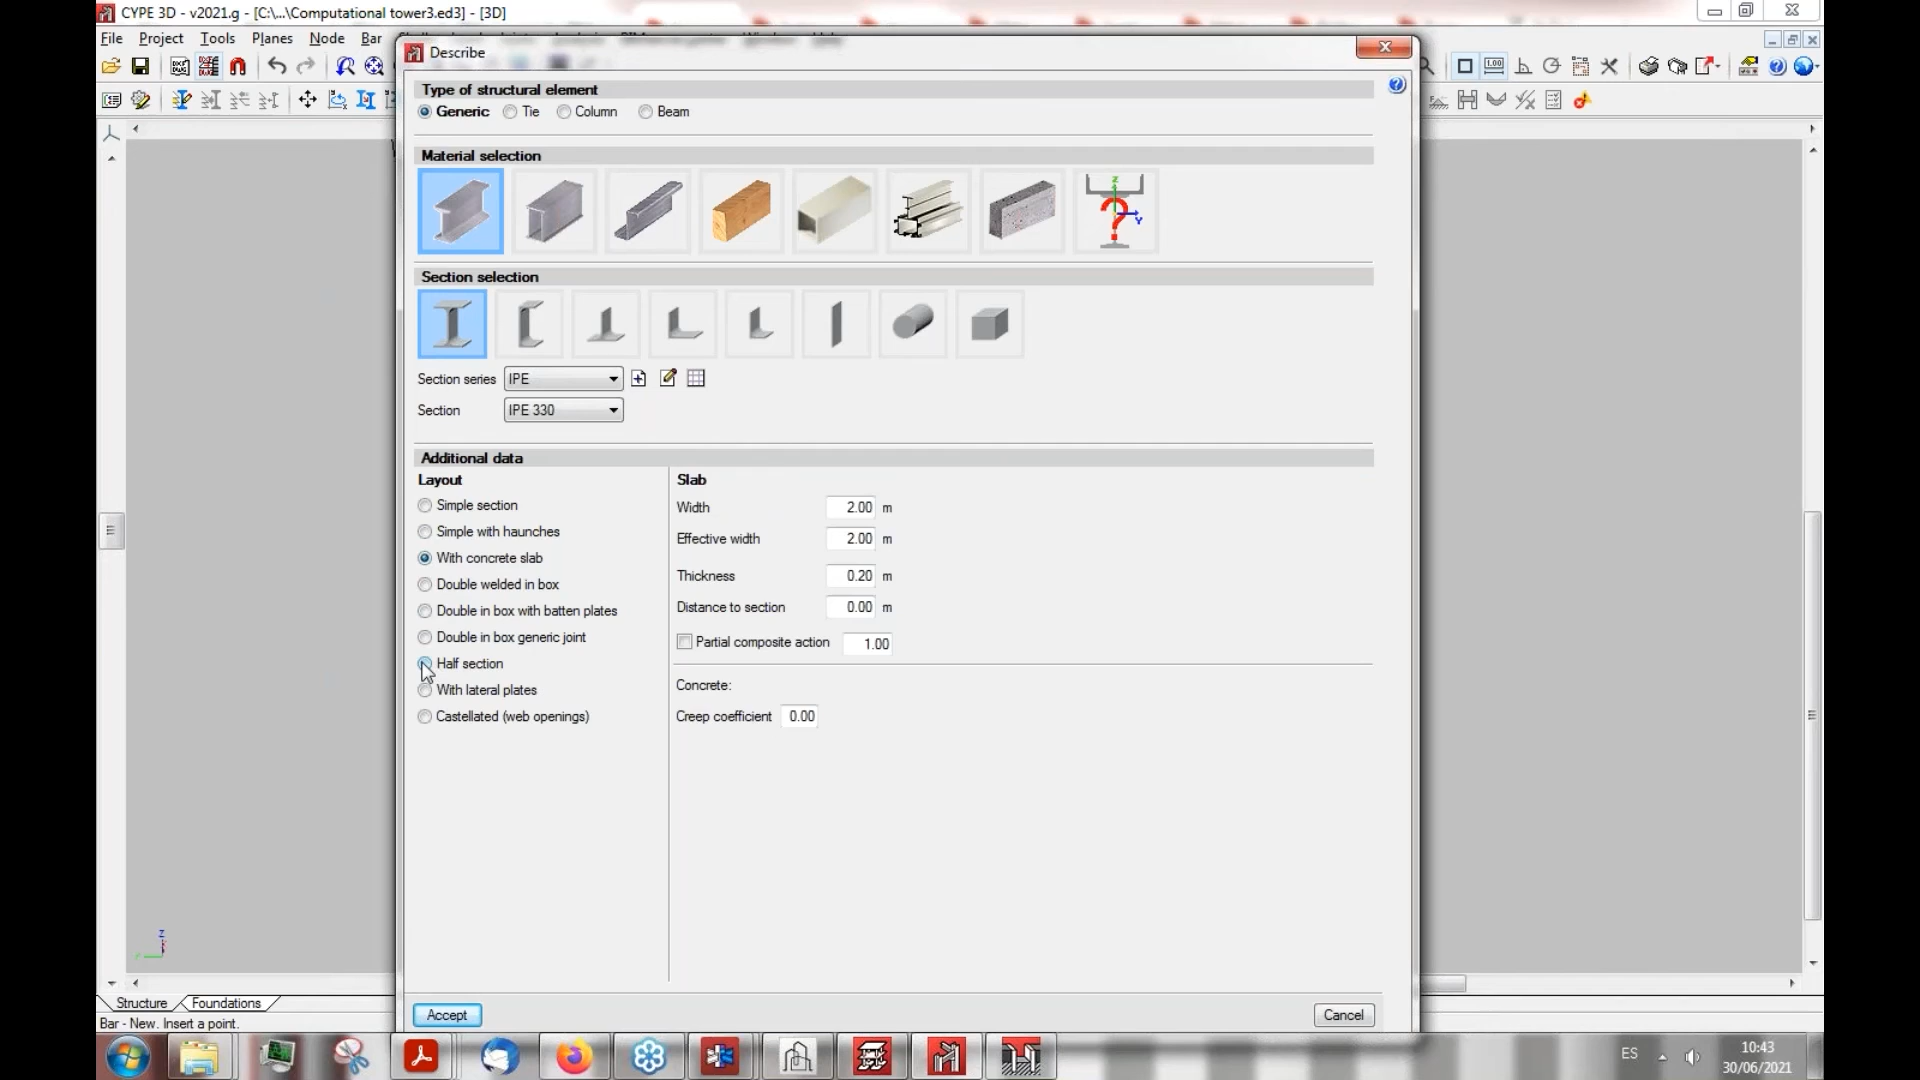 CYPE 3D - v2021.g - [C:\...\Computational tower3.ed3] - [3D]
File Project Tools Planes Node Bar
Describe
Type of structural element
Generic Tie Column Beam
Material selection
Section selection
Section series IPE
Section IPE 330
Additional data
Layout
Simple section
Simple with haunches
With concrete slab
Double welded in box
Double in box with batten plates
Double in box generic joint
Half section
With lateral plates
Castellated (web openings)
Slab
Width 2.00 m
Effective width 2.00 m
Thickness 0.20 m
Distance to section 0.00 m
Partial composite action 1.00
Concrete:
Creep coefficient 0.00
Accept Cancel
Structure Foundations
Bar - New. Insert a point.
ES
10:43
30/06/2021